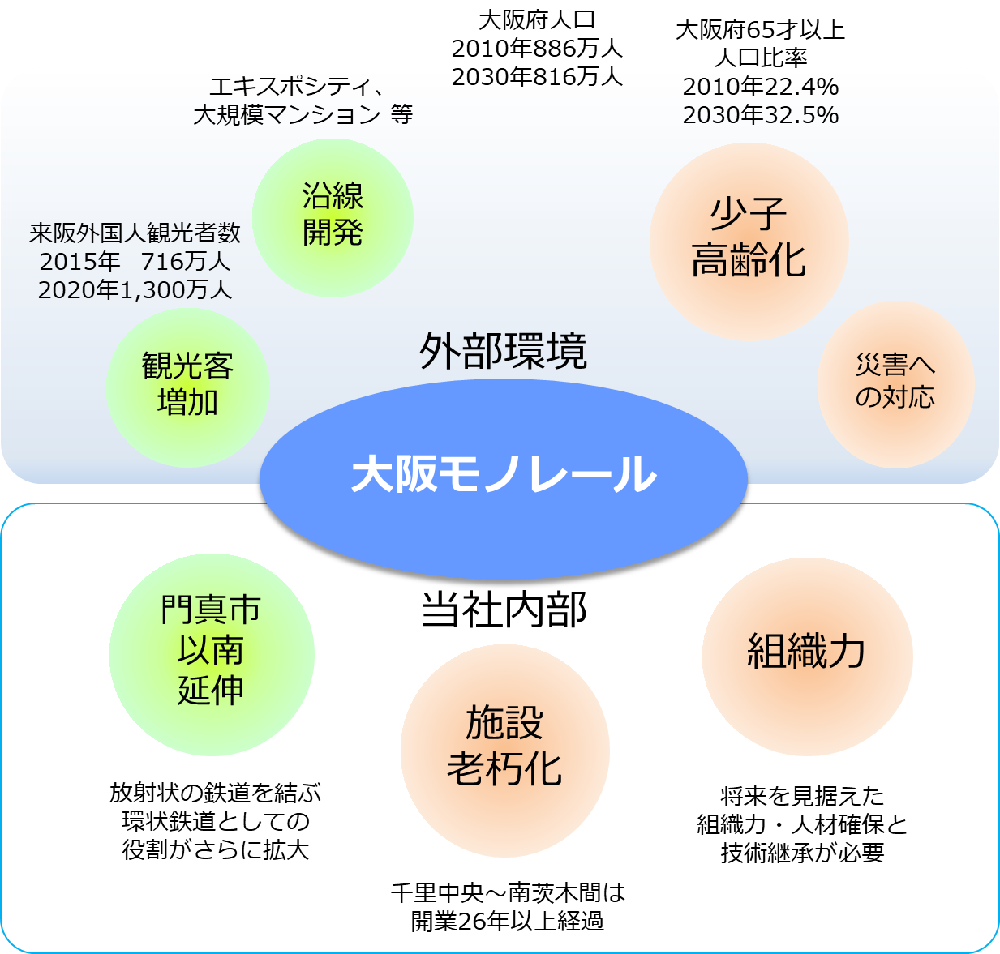 大阪府人口
2010年886万人
2030年816万人
大阪府65才以上
人口比率
2010年22.4%
2030年32.5%
エキスポシティ、
大規模マンション 等
沿線
開発
少子
高齢化
来阪外国人観光者数
2015年 716万人
2020年1,300万人
観光客
増加
災害へ
の対応
外部環境
大阪モノレール
当社内部
門真市
以南
延伸
放射状の鉄道を結ぶ
環状鉄道としての
役割がさらに拡大
施設
老朽化
千里中央～南茨木間は
開業26年以上経過
組織力
将来を見据えた
組織力・人材確保と
技術継承が必要